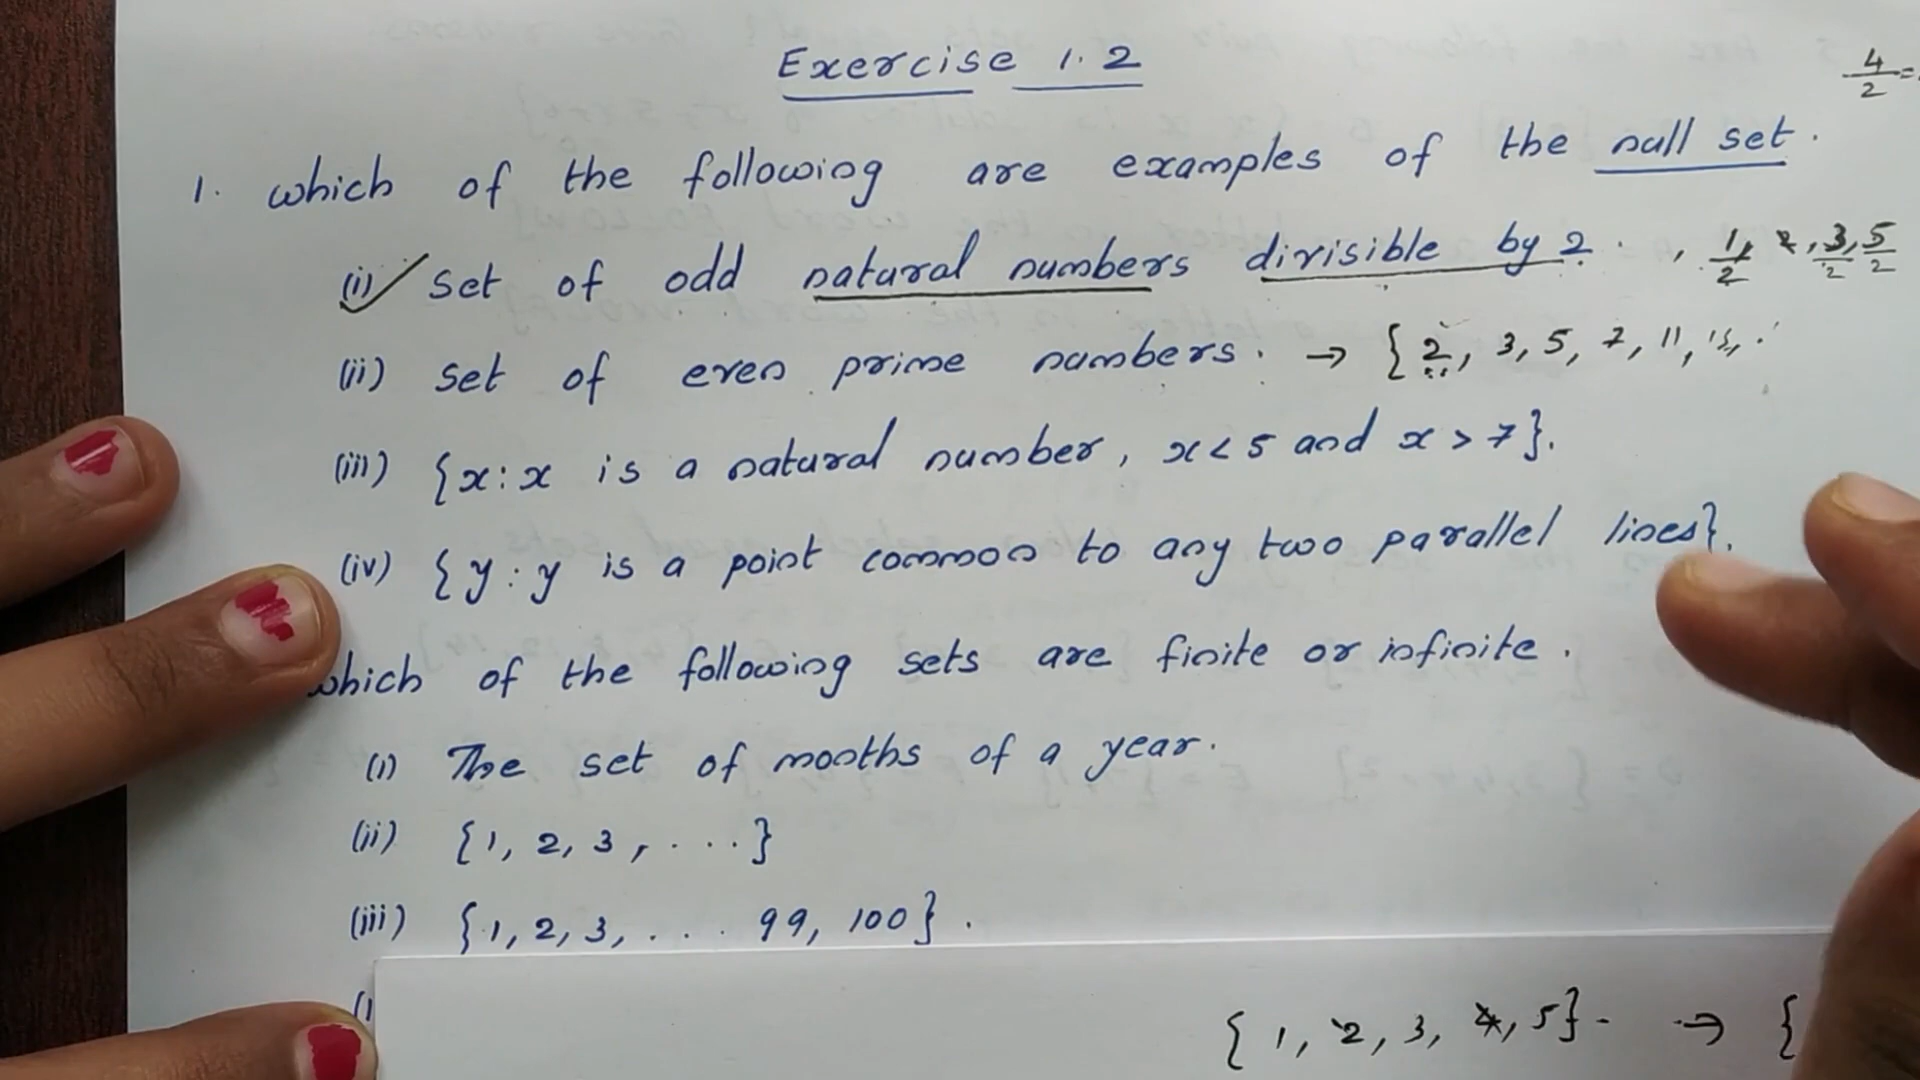 Exercise 1.2
4/2 =
1. which of the following are examples of the null set.
(i) ✓ set of odd natural numbers divisible by 2. , 1/2, 2, 3/2, 5/2
(ii) set of even prime numbers. → { 2, 3, 5, 7, 11, 13, .
(iii) {x : x is a natural number, x < 5 and x > 7}.
(iv) {y : y is a point common to any two parallel lines}.
which of the following sets are finite or infinite.
(i) The set of months of a year.
(ii) {1, 2, 3, . . . .}
(iii) {1, 2, 3, . . . 99, 100} .
{ 1, 2, 3, 4, 5} - → {